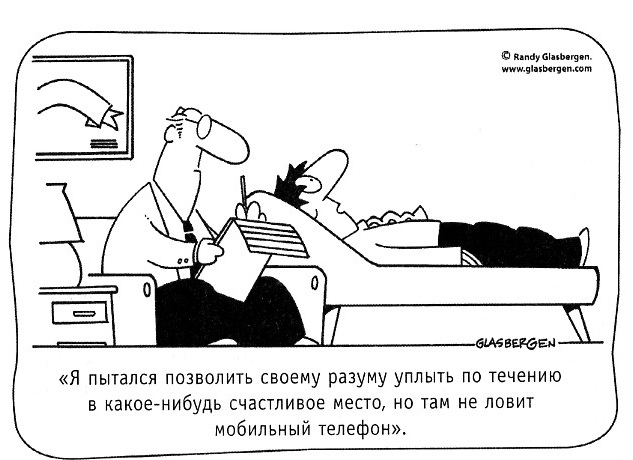 © Randy Glasbergen.
www.glasbergen.com
GLASBERGEN
«Я пытался позволить своему разуму уплыть по течению
в какое-нибудь счастливое место, но там не ловит
мобильный телефон».